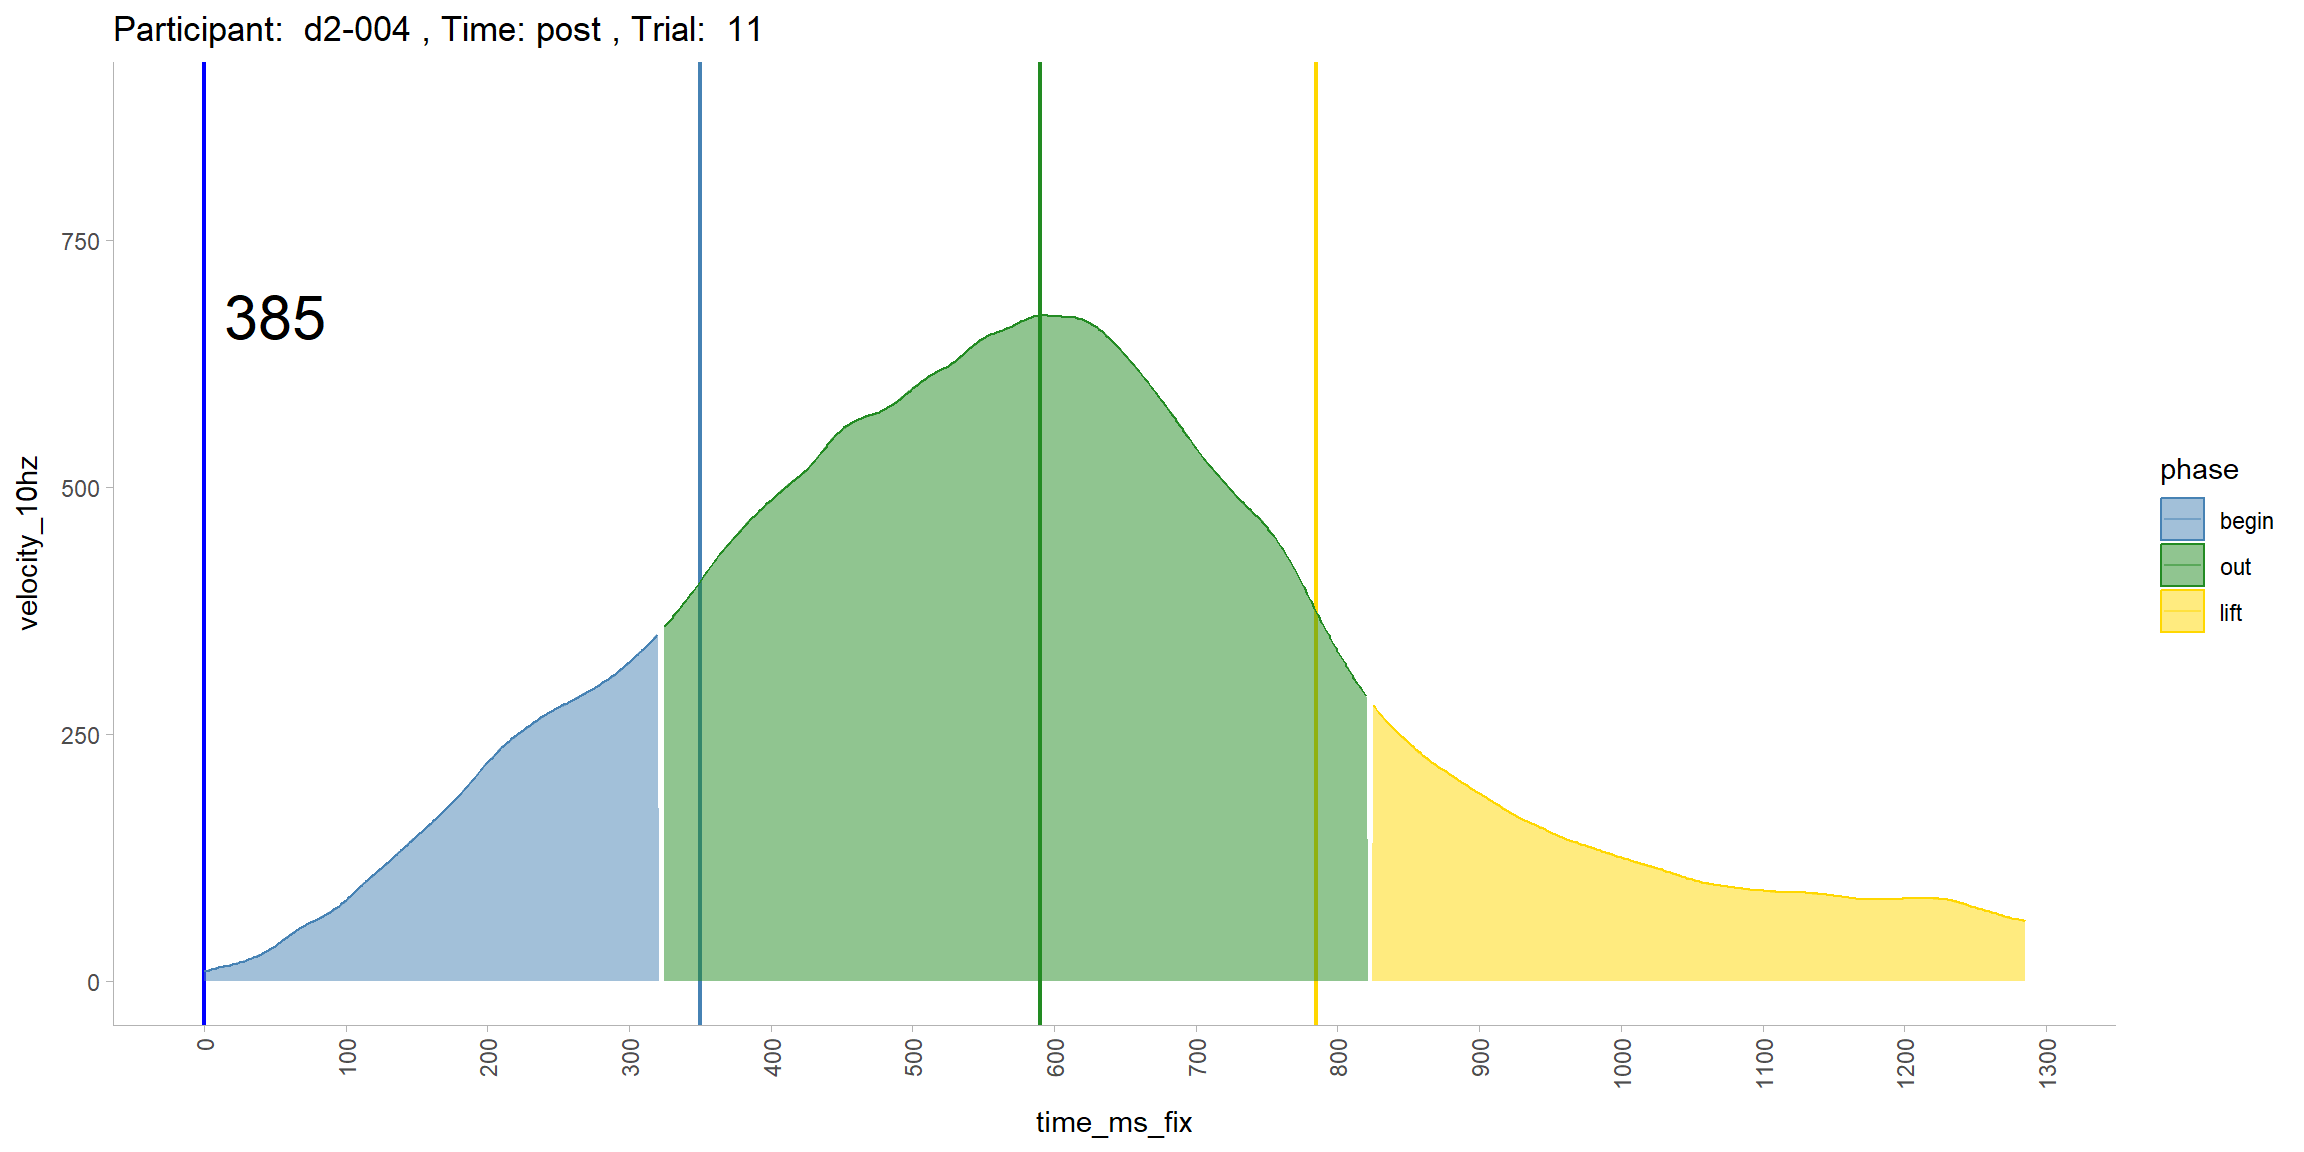 Participant:  d2-004 , Time: post , Trial:  11
385
velocity_10hz
750
500
250
0
0
100
200
300
400
500
600
700
800
900
1000
1100
1200
1300
time_ms_fix
phase
begin
out
lift